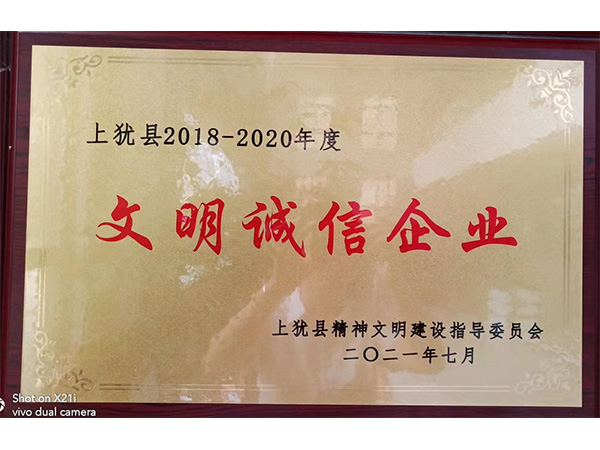 上犹县2018-2020年度
文明诚信企业
上犹县精神文明建设指导委员会
二〇二一年七月
Shot on X21i
vivo dual camera